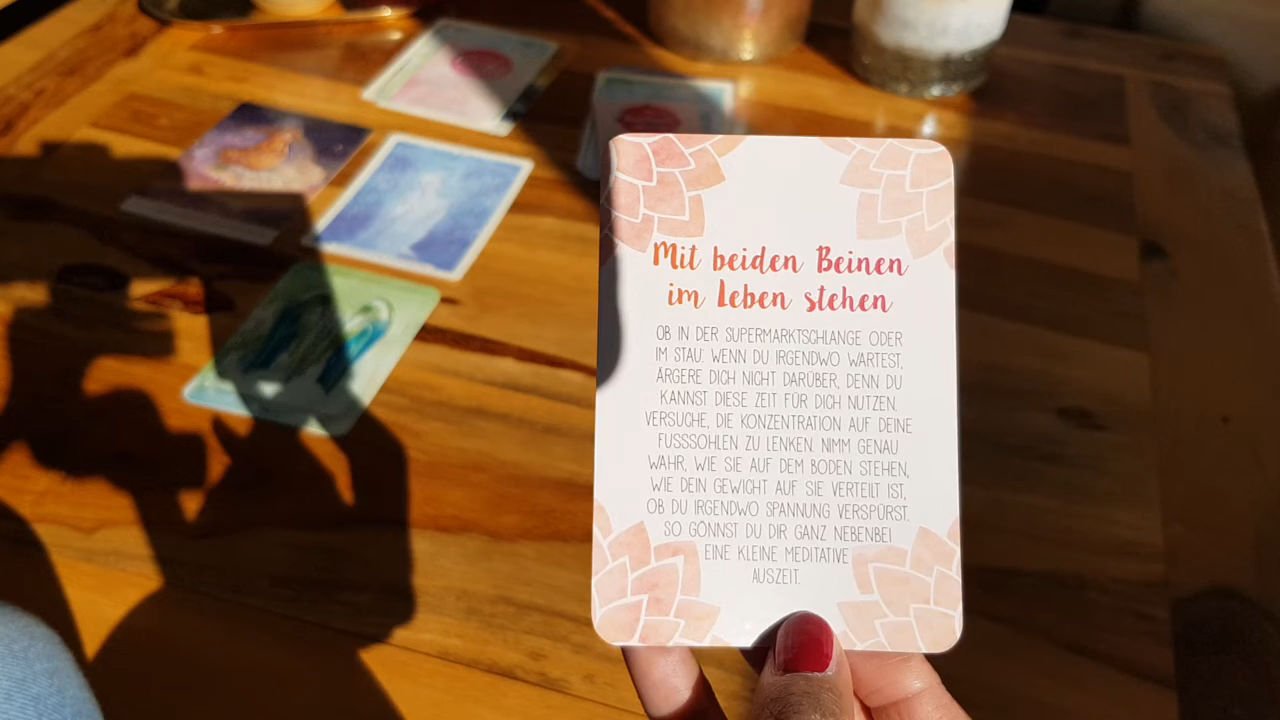 Mit beiden Beinen
im Leben stehen
OB IN DER SUPERMARKTSCHLANGE ODER
IM STAU: WENN DU IRGENDWO WARTEST,
ÄRGERE DICH NICHT DARÜBER, DENN DU
KANNST DIESE ZEIT FÜR DICH NUTZEN.
VERSUCHE, DIE KONZENTRATION AUF DEINE
FUSSSOHLEN ZU LENKEN. NIMM GENAU
WAHR, WIE SIE AUF DEM BODEN STEHEN,
WIE DEIN GEWICHT AUF SIE VERTEILT IST,
OB DU IRGENDWO SPANNUNG VERSPÜRST.
SO GÖNNST DU DIR GANZ NEBENBEI
EINE KLEINE MEDITATIVE
AUSZEIT.